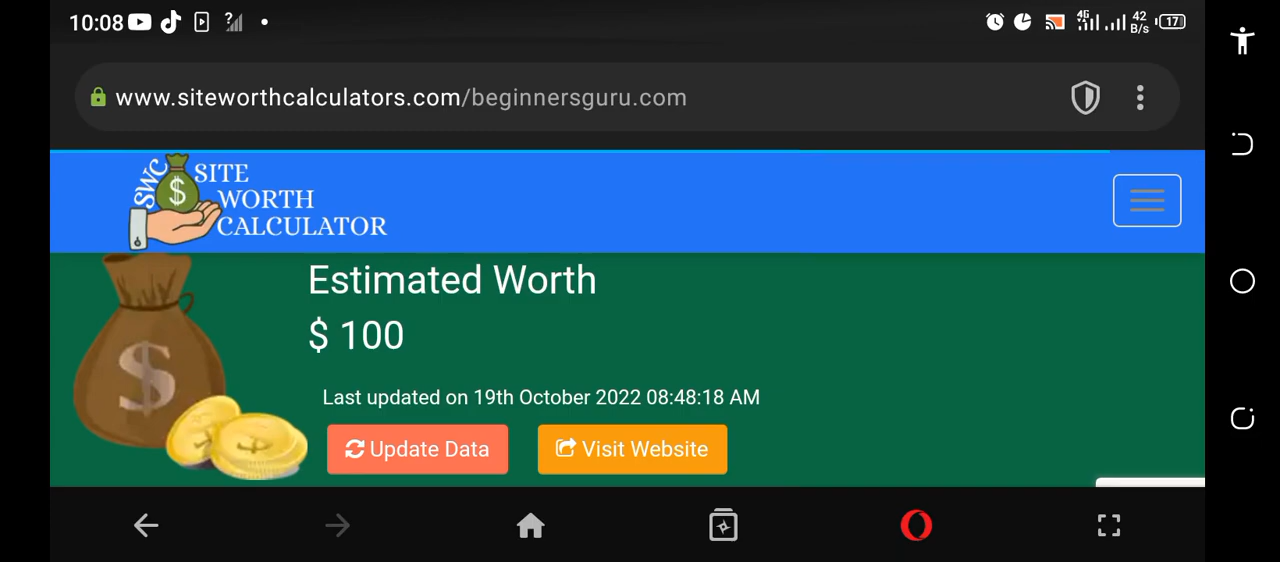 10:08
?
4G
42
B/s
17
www.siteworthcalculators.com/beginnersguru.com
SWC
$
SITE
WORTH
CALCULATOR
$
Estimated Worth
$ 100
Last updated on 19th October 2022 08:48:18 AM
Update Data
Visit Website